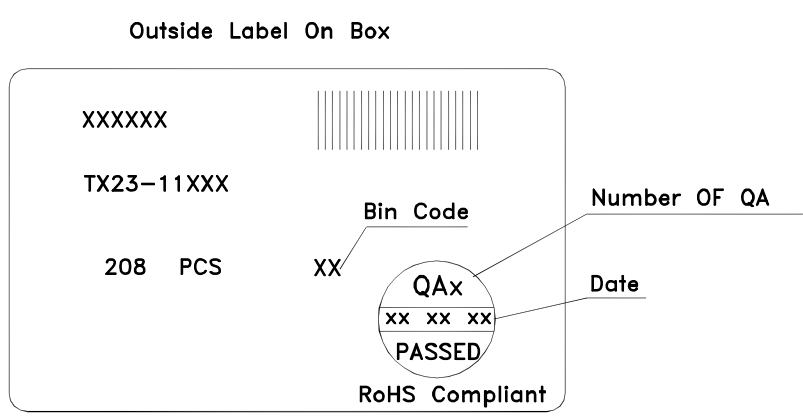 Outside Label On Box
XXXXXX
TX23-11XXX
Bin Code
Number OF QA
208 PCS
XX
QAx
Date
xx xx xx
PASSED
RoHS Compliant